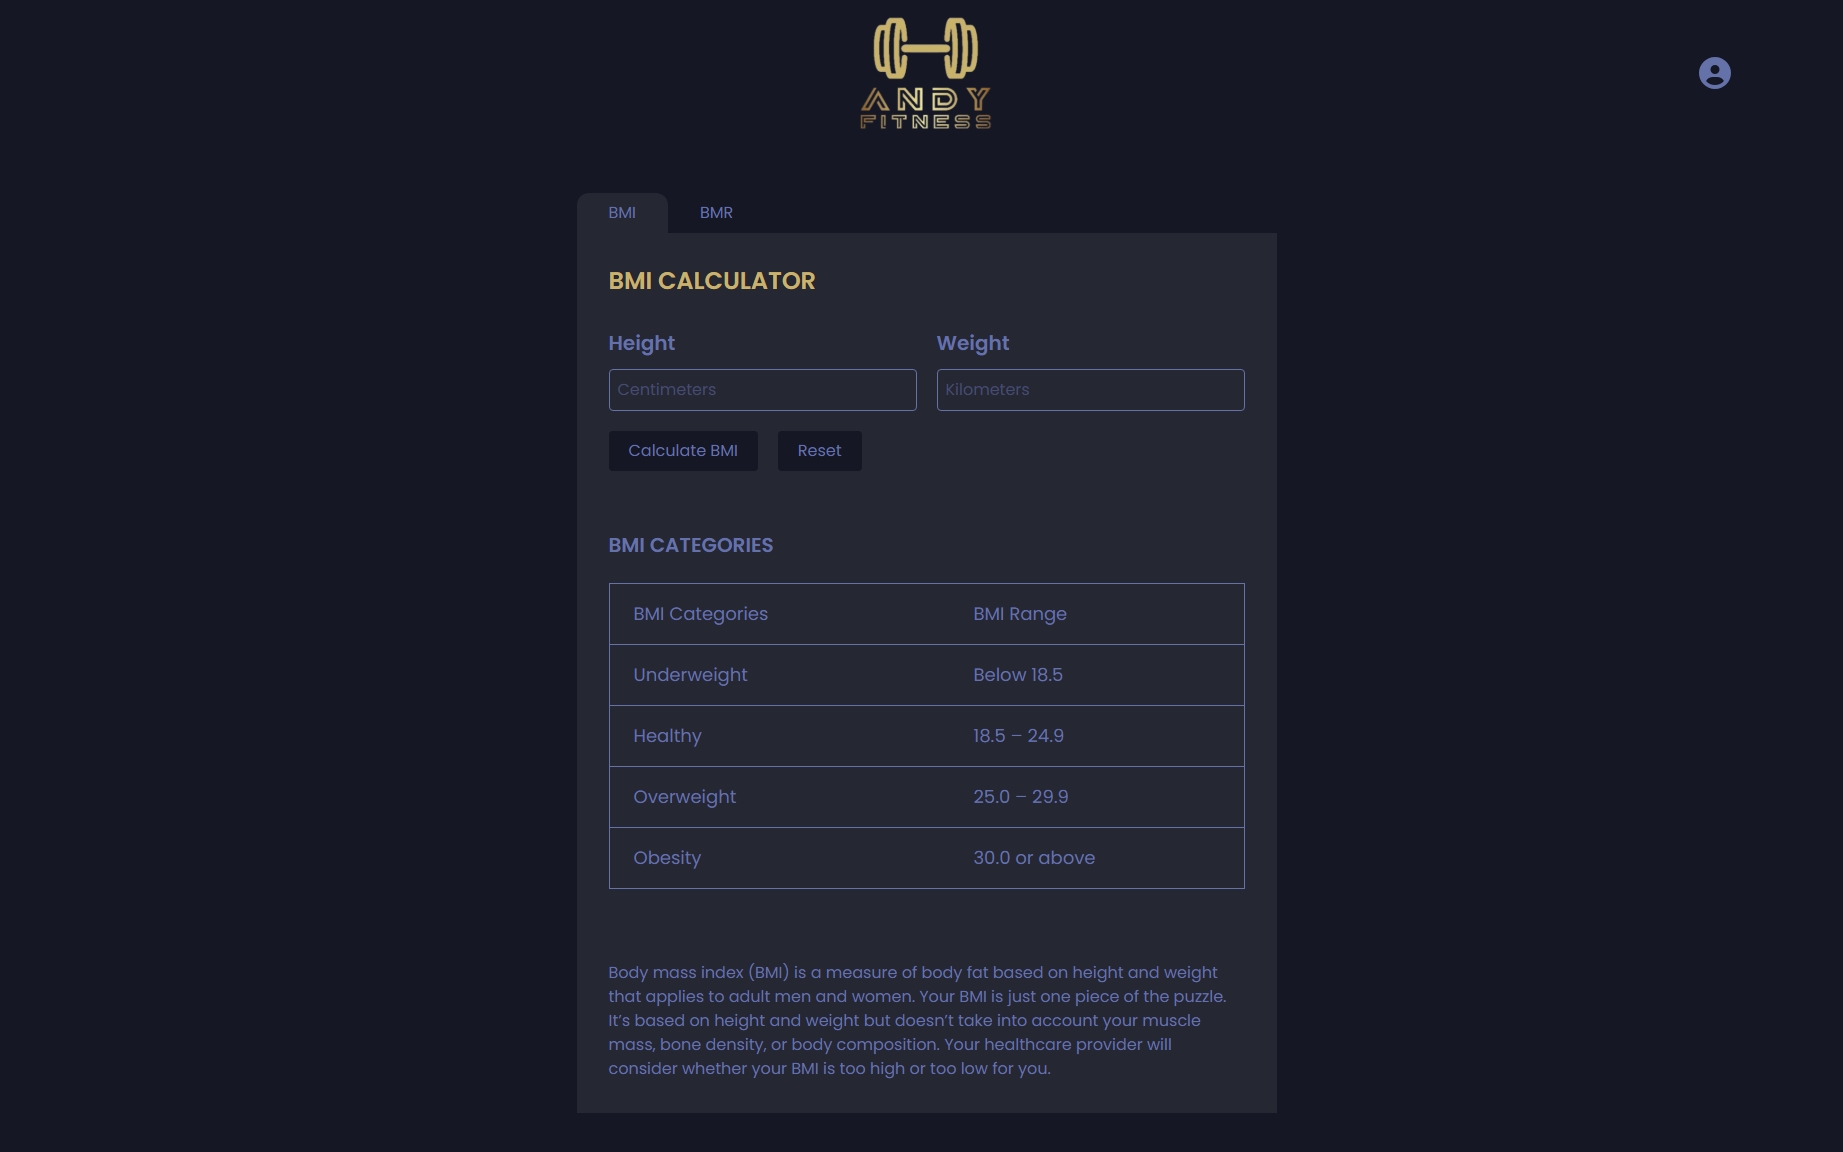 ANDY
FITNESS
BMI BMR
BMI CALCULATOR
Height Weight
Centimeters Kilometers
Calculate BMI Reset
BMI CATEGORIES
BMI Categories BMI Range
Underweight Below 18.5
Healthy 18.5 – 24.9
Overweight 25.0 – 29.9
Obesity 30.0 or above
Body mass index (BMI) is a measure of body fat based on height and weight
that applies to adult men and women. Your BMI is just one piece of the puzzle.
It’s based on height and weight but doesn’t take into account your muscle
mass, bone density, or body composition. Your healthcare provider will
consider whether your BMI is too high or too low for you.